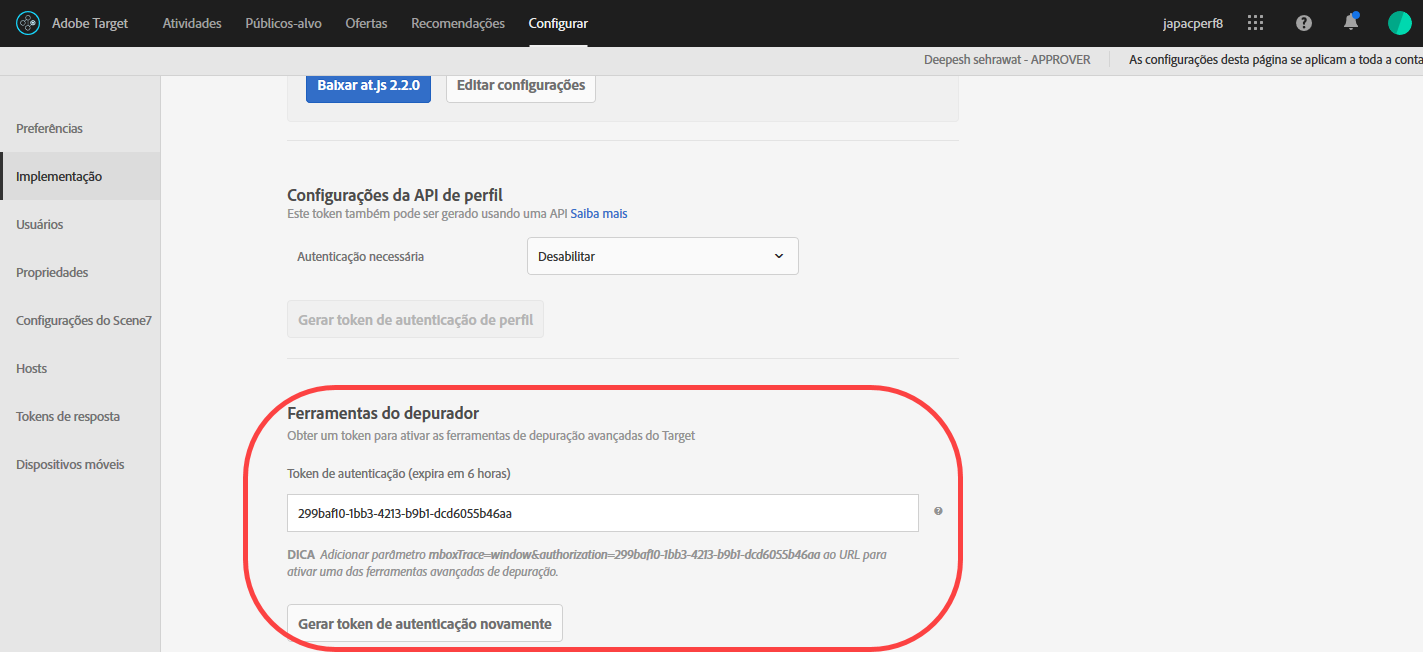 Adobe Target Atividades Públicos-alvo Ofertas Recomendações Configurar japacperf8
Deepesh sehrawat - APPROVER As configurações desta página se aplicam a toda a conta
Baixar at.js 2.2.0 Editar configurações
Preferências
Implementação
Usuários
Propriedades
Configurações do Scene7
Hosts
Tokens de resposta
Dispositivos móveis
Configurações da API de perfil
Este token também pode ser gerado usando uma API Saiba mais
Autenticação necessária Desabilitar
Gerar token de autenticação de perfil
Ferramentas do depurador
Obter um token para ativar as ferramentas de depuração avançadas do Target
Token de autenticação (expira em 6 horas)
299baf10-1bb3-4213-b9b1-dcd6055b46aa
DICA Adicionar parâmetro mboxTrace=window&authorization=299baf10-1bb3-4213-b9b1-dcd6055b46aa ao URL para
ativar uma das ferramentas avançadas de depuração.
Gerar token de autenticação novamente